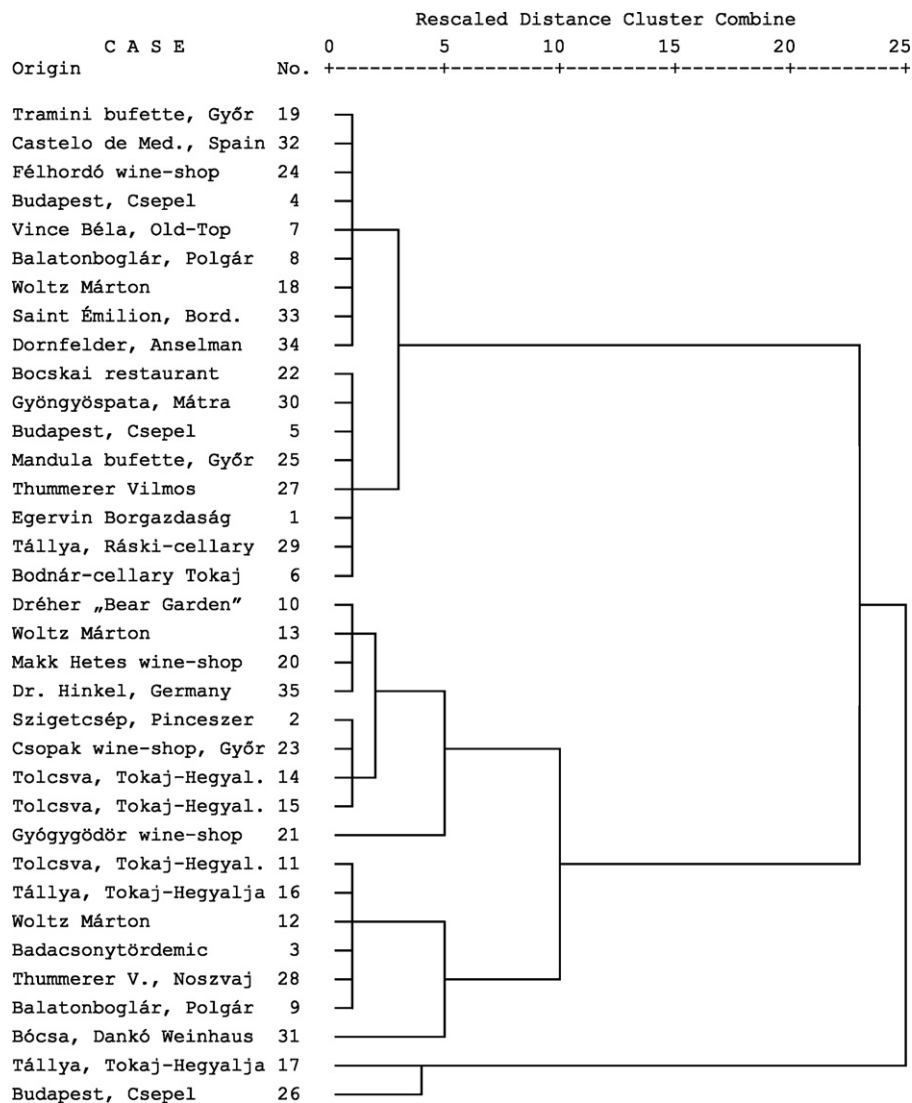 Rescaled Distance Cluster Combine
C A S E 0 5 10 15 20 25
Origin No. +---------+---------+---------+---------+---------+
Tramini bufette, Győr 19
Castelo de Med., Spain 32
Félhordó wine-shop 24
Budapest, Csepel 4
Vince Béla, Old-Top 7
Balatonboglár, Polgár 8
Woltz Márton 18
Saint Émilion, Bord. 33
Dornfelder, Anselman 34
Bocskai restaurant 22
Gyöngyöspata, Mátra 30
Budapest, Csepel 5
Mandula bufette, Győr 25
Thummerer Vilmos 27
Egervin Borgazdaság 1
Tállya, Ráski-cellary 29
Bodnár-cellary Tokaj 6
Dréher „Bear Garden” 10
Woltz Márton 13
Makk Hetes wine-shop 20
Dr. Hinkel, Germany 35
Szigetcsép, Pinceszer 2
Csopak wine-shop, Győr 23
Tolcsva, Tokaj-Hegyal. 14
Tolcsva, Tokaj-Hegyal. 15
Gyógygödör wine-shop 21
Tolcsva, Tokaj-Hegyal. 11
Tállya, Tokaj-Hegyalja 16
Woltz Márton 12
Badacsonytördemic 3
Thummerer V., Noszvaj 28
Balatonboglár, Polgár 9
Bócsa, Dankó Weinhaus 31
Tállya, Tokaj-Hegyalja 17
Budapest, Csepel 26